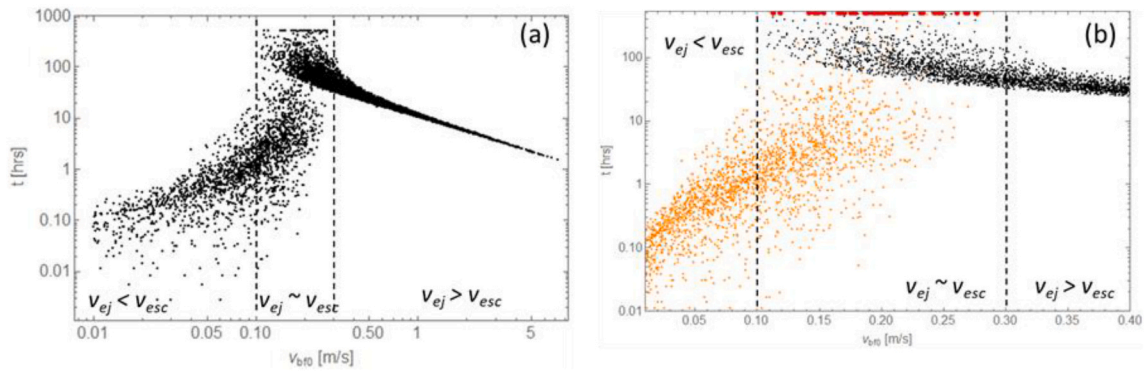 (a)
1000
100
10
1
0.10
0.01
t [hrs]
v_ej < v_esc
v_ej ~ v_esc
v_ej > v_esc
0.01
0.05
0.10
0.50
1
5
v_bf0 [m/s]
(b)
v_ej < v_esc
100
10
1
0.10
0.01
t [hrs]
v_ej ~ v_esc
v_ej > v_esc
0.05
0.10
0.15
0.20
0.25
0.30
0.35
0.40
v_bf0 [m/s]